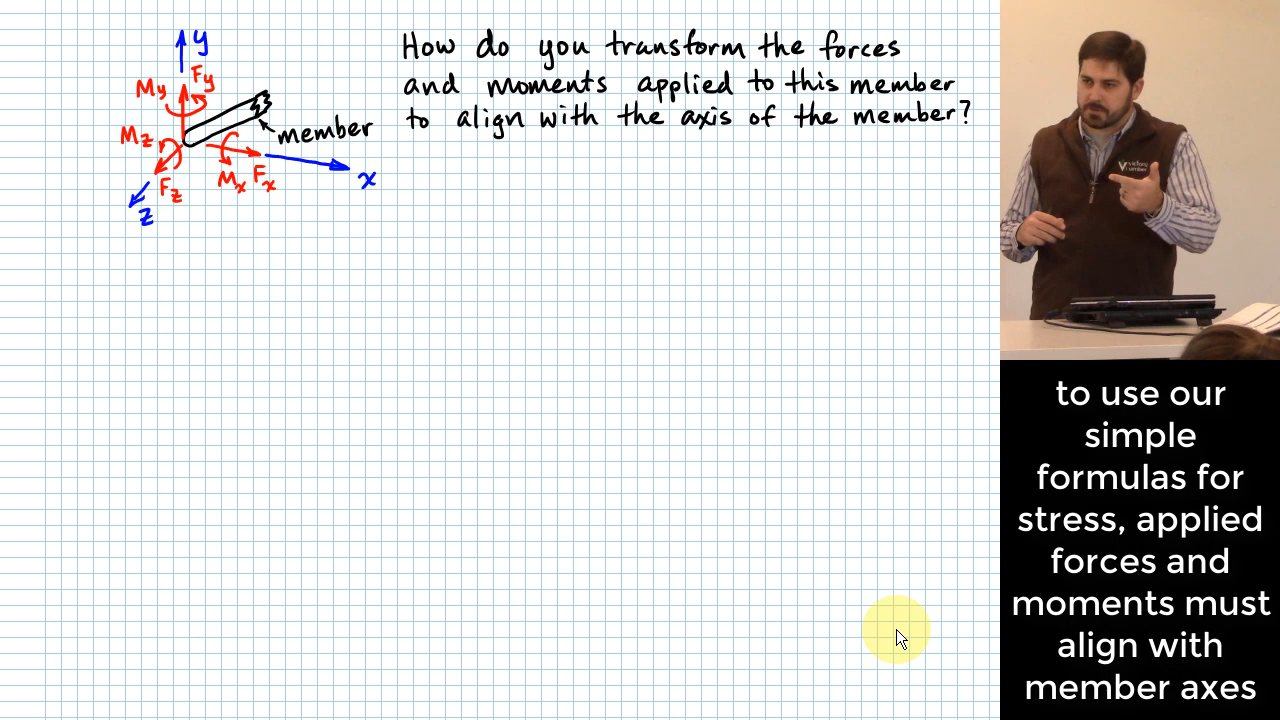 y
How do you transform the forces
My
Fy
and moments applied to this member
Mz
member
to align with the axis of the member?
Fz
Mx
Fx
x
z
victory
lumber
to use our
simple
formulas for
stress, applied
forces and
moments must
align with
member axes